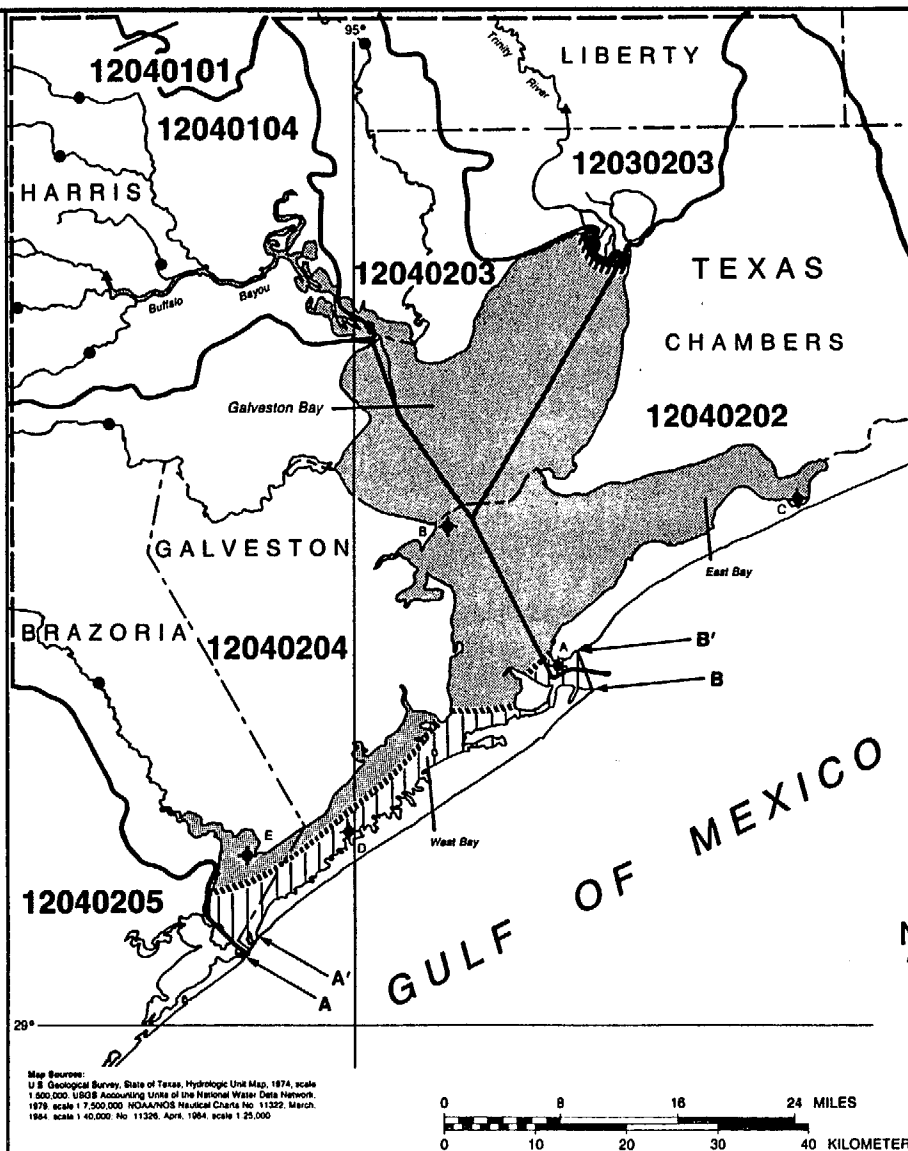 95°
Trinity
River
LIBERTY
12040101
12040104
12030203
HARRIS
12040203
TEXAS
Buffalo
Bayou
CHAMBERS
Galveston Bay
12040202
C
B
GALVESTON
East Bay
BRAZORIA
12040204
A
B'
B
GULF OF MEXICO
E
D
West Bay
12040205
N
A'
A
29°
Map Sources:
U S Geological Survey, State of Texas, Hydrologic Unit Map, 1974, scale
1 500,000. USGS Accounting Units of the National Water Data Network,
1979, scale 1 7,500,000 NOAA/NOS Nautical Charts No 11322, March,
1984, scale 1 40,000; No 11326, April, 1984, scale 1 25,000
0 8 16 24 MILES
0 10 20 30 40 KILOMETER